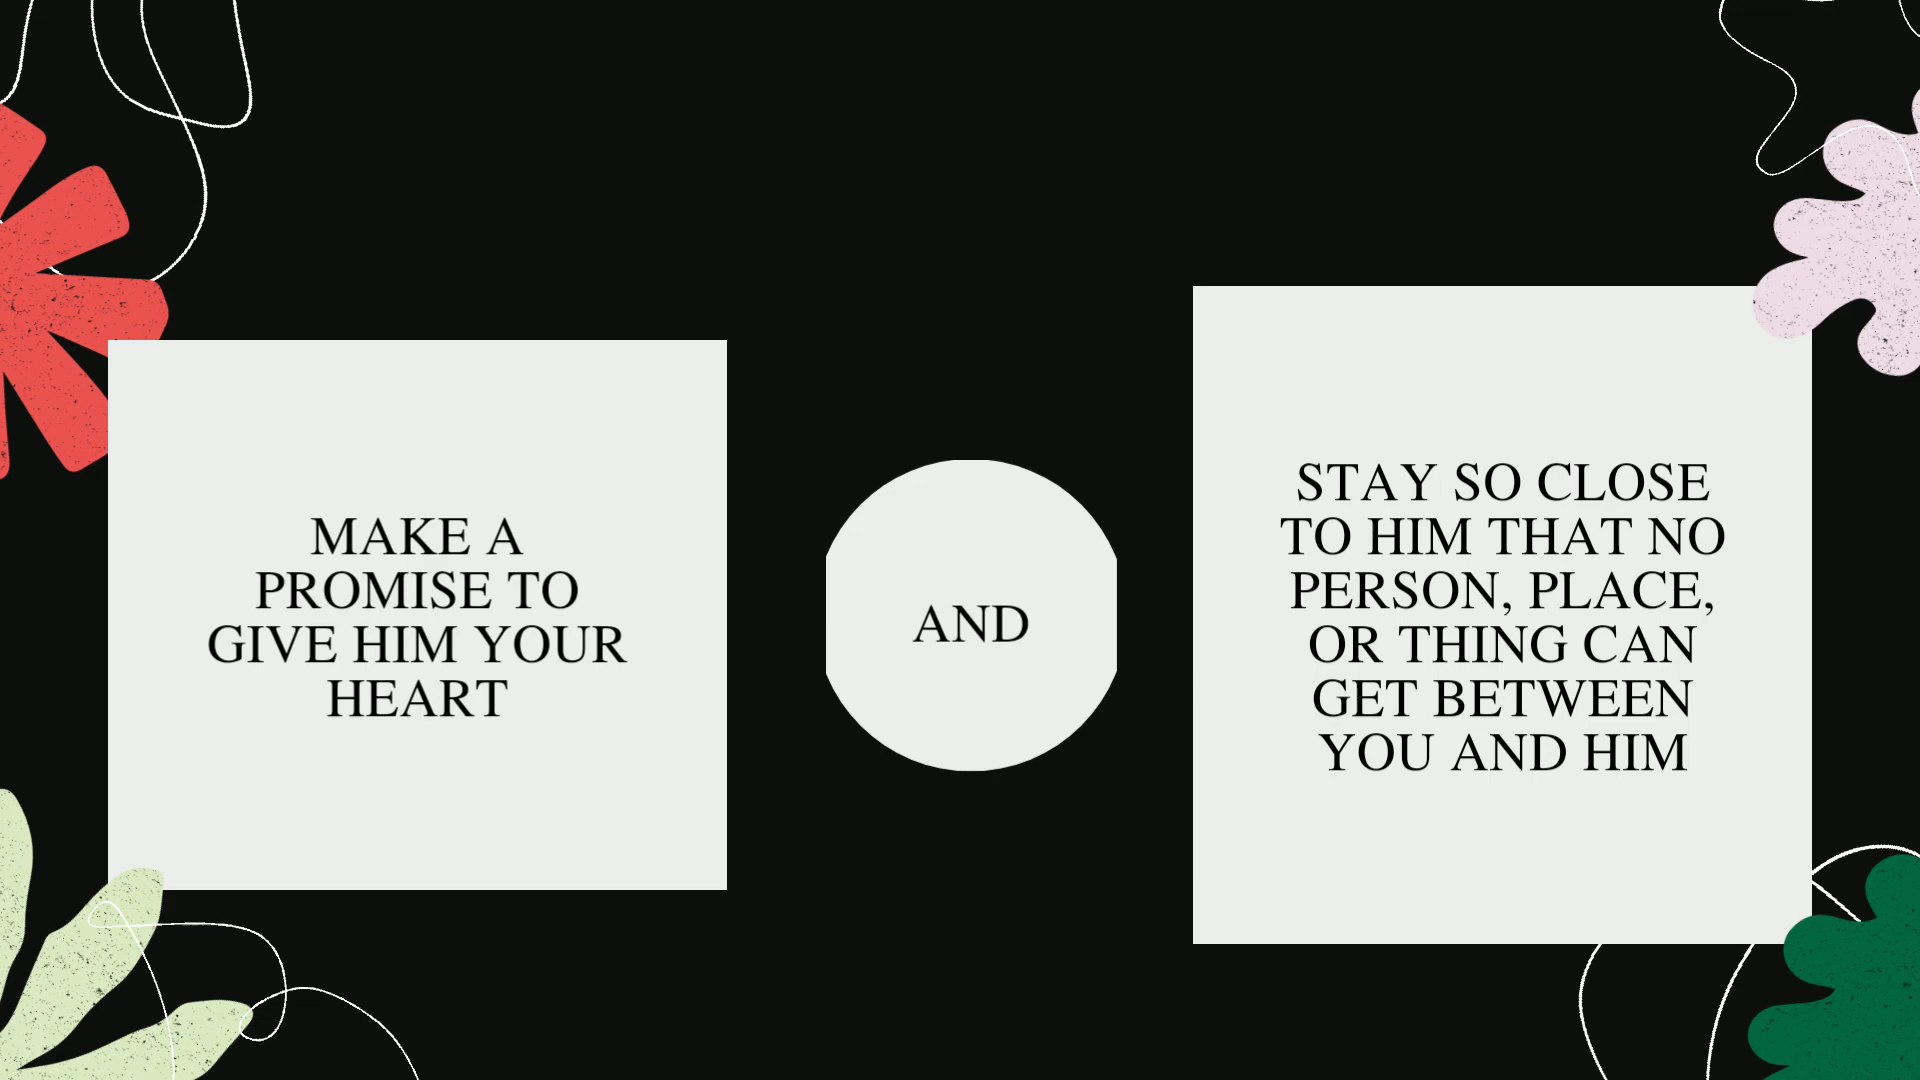 MAKE A
PROMISE TO
GIVE HIM YOUR
HEART
AND
STAY SO CLOSE
TO HIM THAT NO
PERSON, PLACE,
OR THING CAN
GET BETWEEN
YOU AND HIM